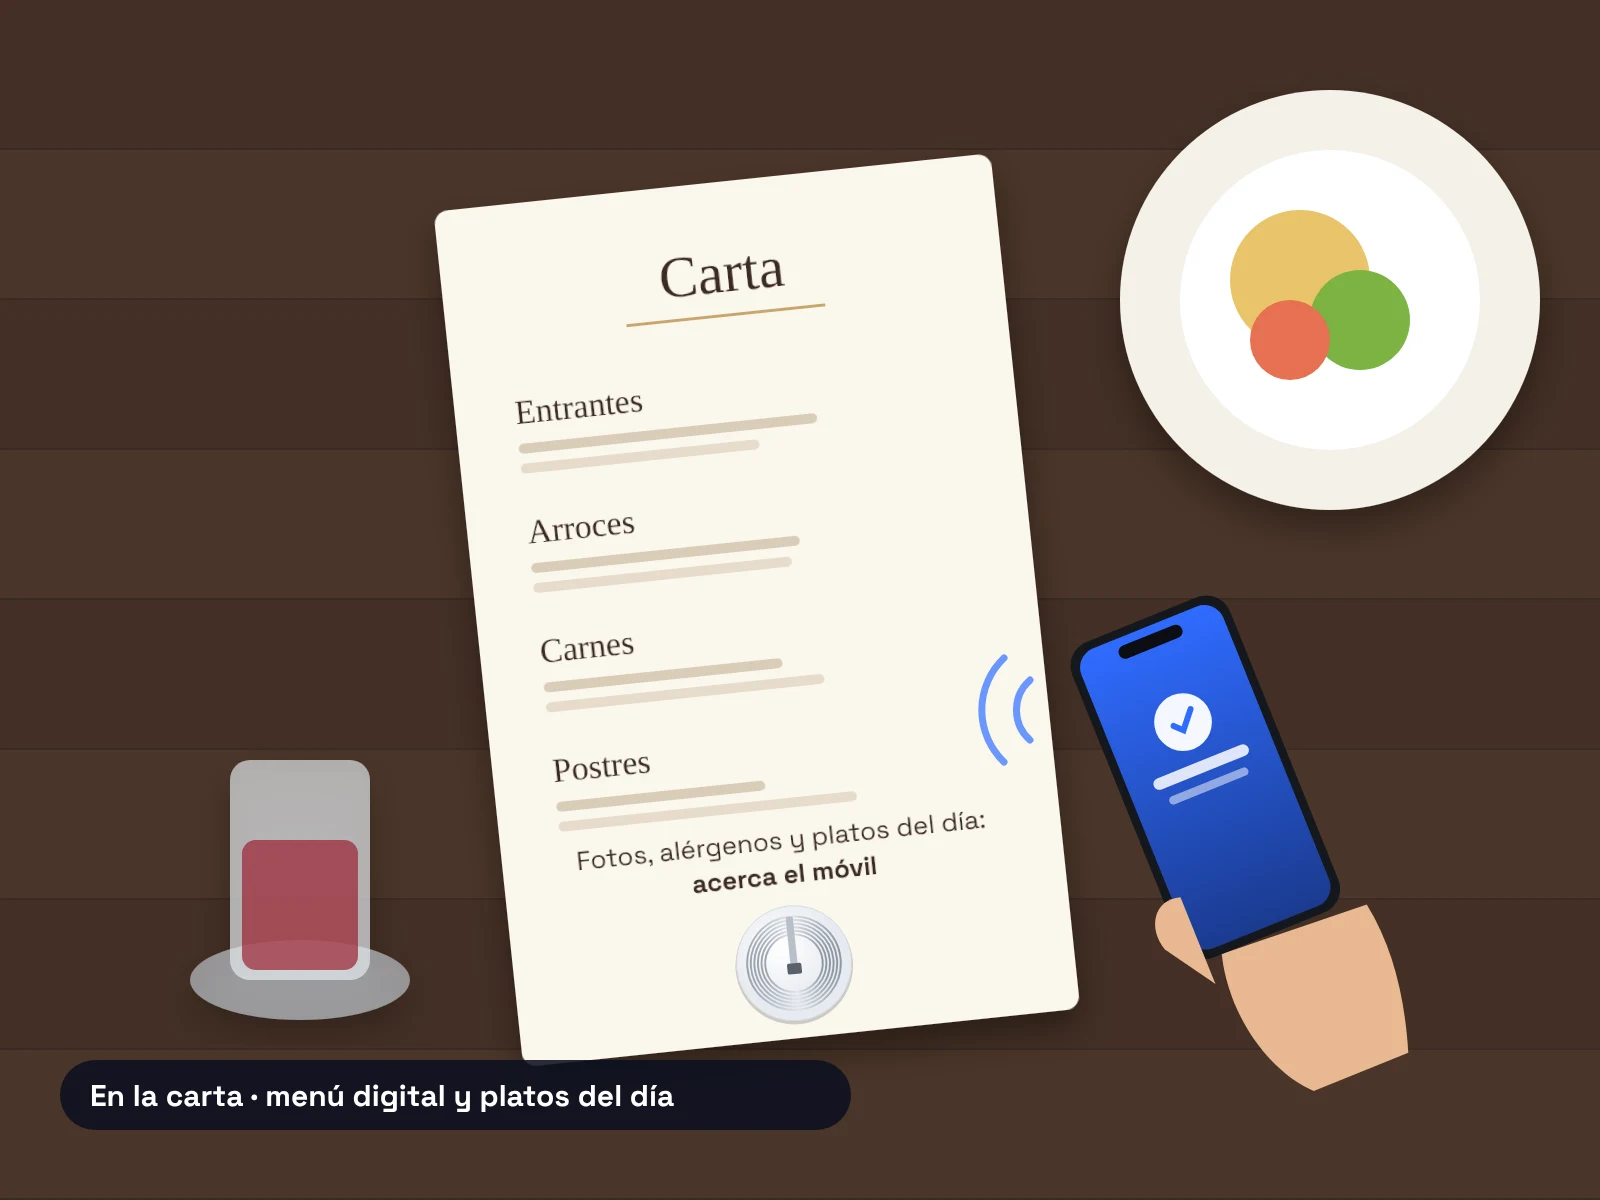 Carta
Entrantes
Arroces
Carnes
Postres
Fotos, alérgenos y platos del día:
acerca el móvil
En la carta · menú digital y platos del día